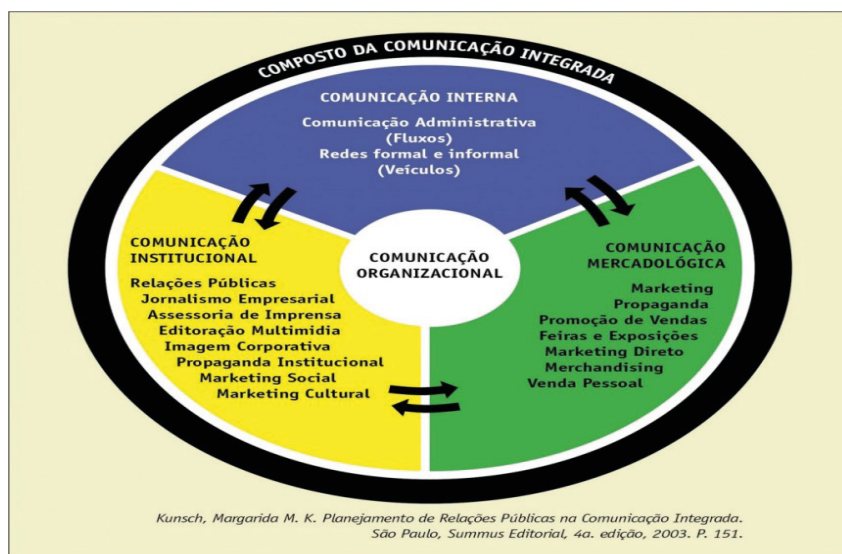 COMPOSTO DA COMUNICAÇÃO INTEGRADA
COMUNICAÇÃO INTERNA
Comunicação Administrativa
(Fluxos)
Redes formal e informal
(Veículos)
COMUNICAÇÃO
INSTITUCIONAL
Relações Públicas
Jornalismo Empresarial
Assessoria de Imprensa
Editoração Multimidia
Imagem Corporativa
Propaganda Institucional
Marketing Social
Marketing Cultural
COMUNICAÇÃO
ORGANIZACIONAL
COMUNICAÇÃO
MERCADOLÓGICA
Marketing
Propaganda
Promoção de Vendas
Feiras e Exposições
Marketing Direto
Merchandising
Venda Pessoal
Kunsch, Margarida M. K. Planejamento de Relações Públicas na Comunicação Integrada.
São Paulo, Summus Editorial, 4a. edição, 2003. P. 151.